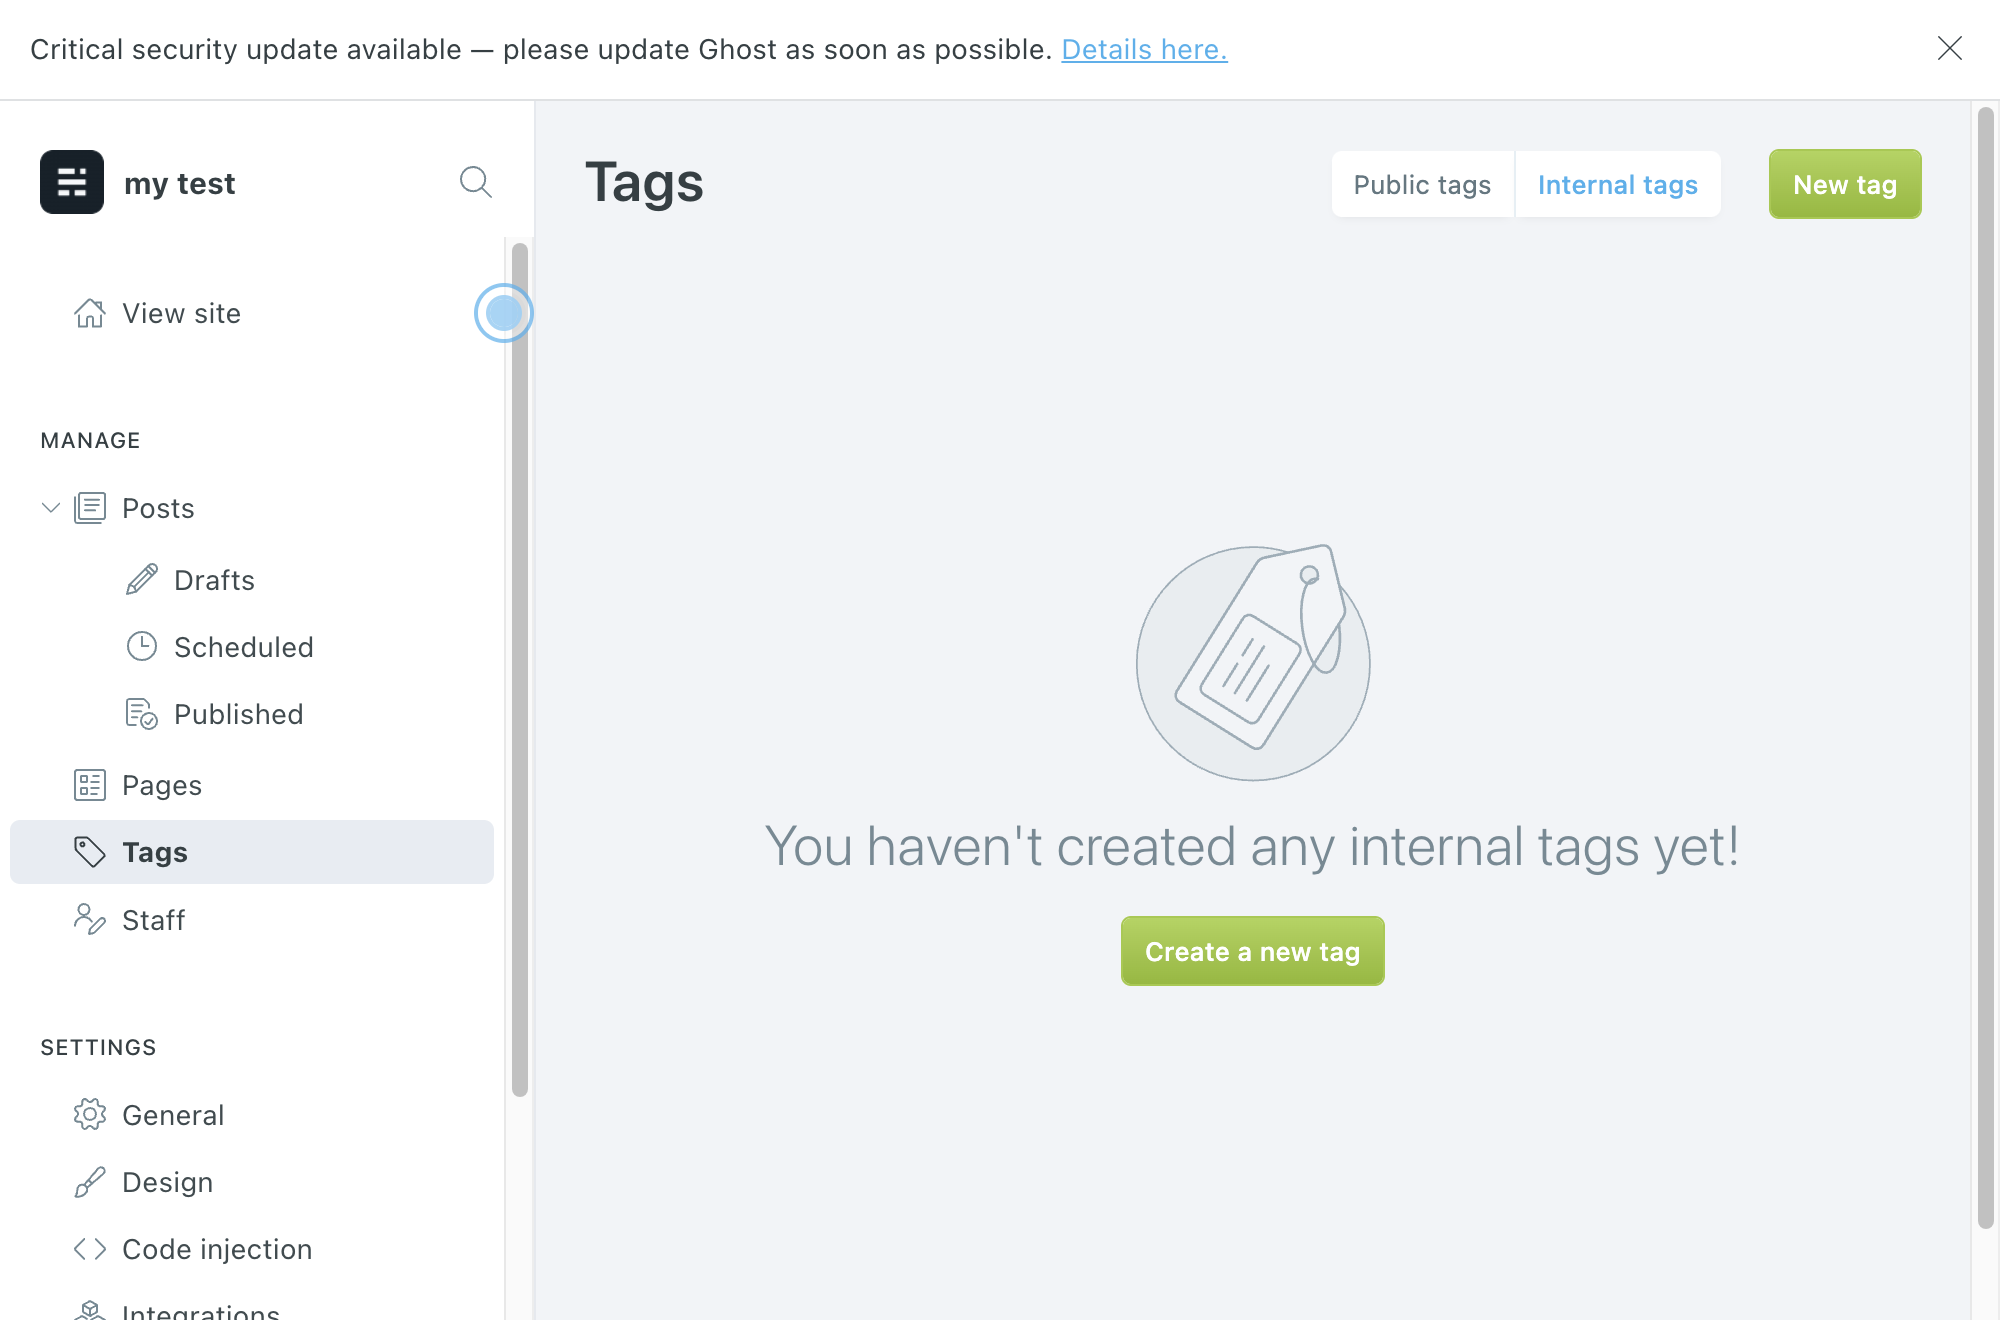 Critical security update available — please update Ghost as soon as possible. Details here.
my test
View site
MANAGE
Posts
Drafts
Scheduled
Published
Pages
Tags
Staff
SETTINGS
General
Design
Code injection
Integrations
Tags
Public tags
Internal tags
New tag
You haven't created any internal tags yet!
Create a new tag